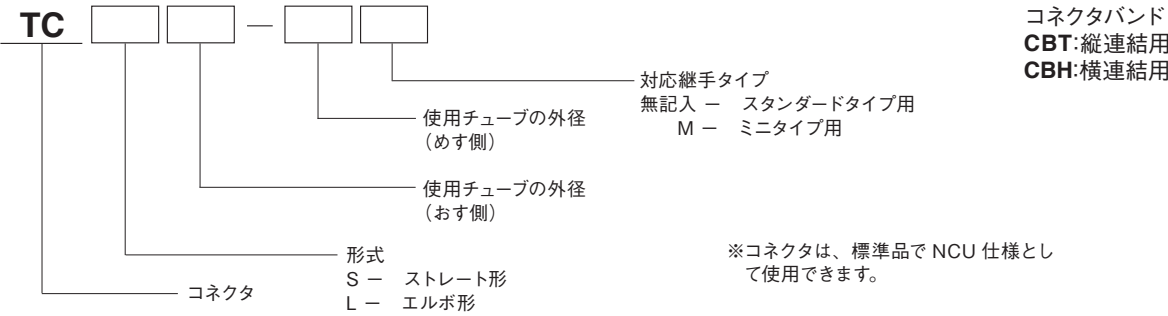 TC －
コネクタバンド
CBT:縦連結用
CBH:横連結用
対応継手タイプ
無記入 － スタンダードタイプ用
M － ミニタイプ用
使用チューブの外径
（めす側）
使用チューブの外径
（おす側）
形式
S － ストレート形
L － エルボ形
コネクタ
※コネクタは、標準品で NCU 仕様とし
て使用できます。